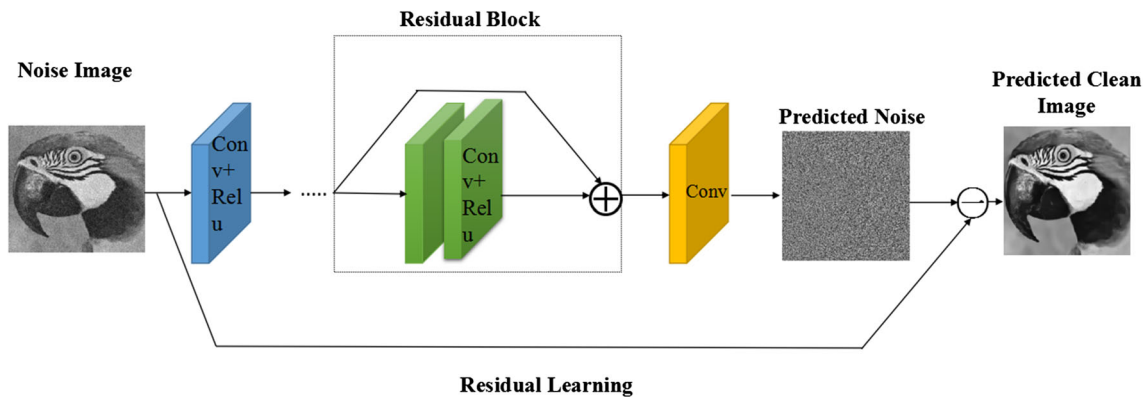 Residual Block
Noise Image
Predicted Clean
Image
Predicted Noise
Con
v+
Rel
u
Con
v+
Rel
u
Conv
Residual Learning